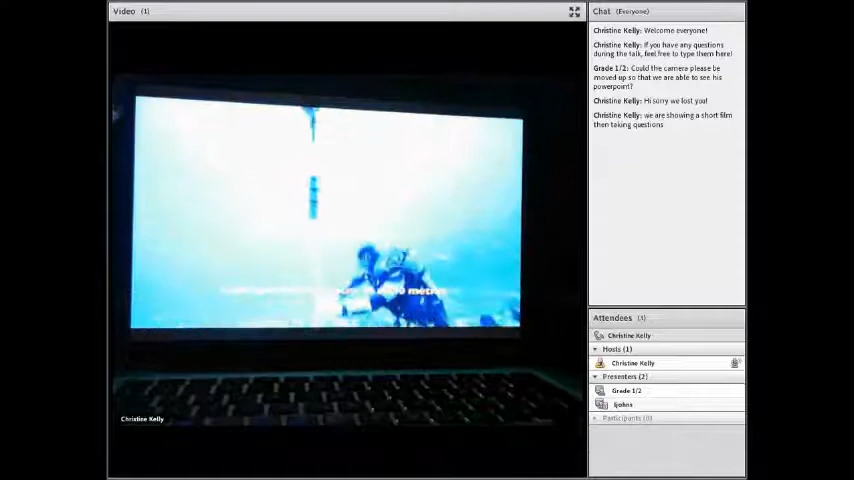 Video (1)
Chat (Everyone)
Christine Kelly: Welcome everyone!
Christine Kelly: If you have any questions
during the talk, feel free to type them here!
Grade 1/2: Could the camera please be
moved up so that we are able to see his
powerpoint?
Christine Kelly: Hi sorry we lost you!
Christine Kelly: we are showing a short film
then taking questions
Attendees (3)
Christine Kelly
Hosts (1)
Christine Kelly
Presenters (2)
Grade 1/2
ljohns
Participants (0)
Christine Kelly